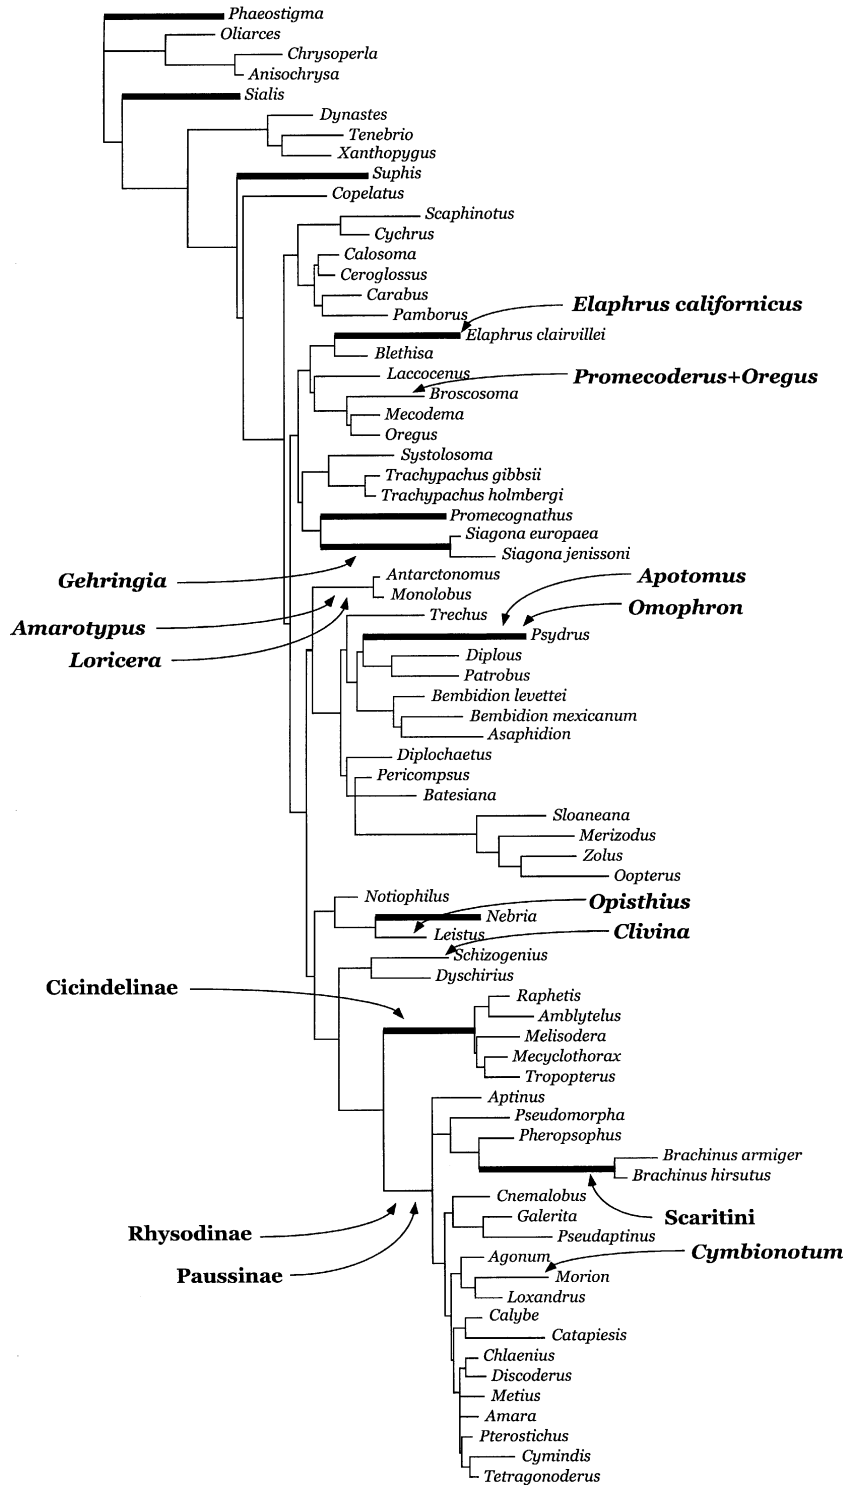 Phaeostigma
Oliarces
Chrysoperla
Anisochrysa
Sialis
Dynastes
Tenebrio
Xanthopygus
Suphis
Copelatus
Scaphinotus
Cychrus
Calosoma
Ceroglossus
Carabus
Elaphrus californicus
Pamborus
Elaphrus clairvillei
Blethisa
Laccocenus
Promecoderus+Oregus
Broscosoma
Mecodema
Oregus
Systolosoma
Trachypachus gibbsii
Trachypachus holmbergi
Promecognathus
Siagona europaea
Siagona jenissoni
Gehringia
Antarctonomus
Apotomus
Monolobus
Omophron
Trechus
Amarotypus
Psydrus
Loricera
Diplous
Patrobus
Bembidion levettei
Bembidion mexicanum
Asaphidion
Diplochaetus
Pericompsus
Batesiana
Sloaneana
Merizodus
Zolus
Oopterus
Notiophilus
Opisthius
Nebria
Leistus
Clivina
Schizogenius
Dyschirius
Cicindelinae
Raphetis
Amblytelus
Melisodera
Mecyclothorax
Tropopterus
Aptinus
Pseudomorpha
Pheropsophus
Brachinus armiger
Brachinus hirsutus
Cnemalobus
Galerita
Scaritini
Rhysodinae
Pseudaptinus
Cymbionotum
Agonum
Paussinae
Morion
Loxandrus
Calybe
Catapiesis
Chlaenius
Discoderus
Metius
Amara
Pterostichus
Cymindis
Tetragonoderus